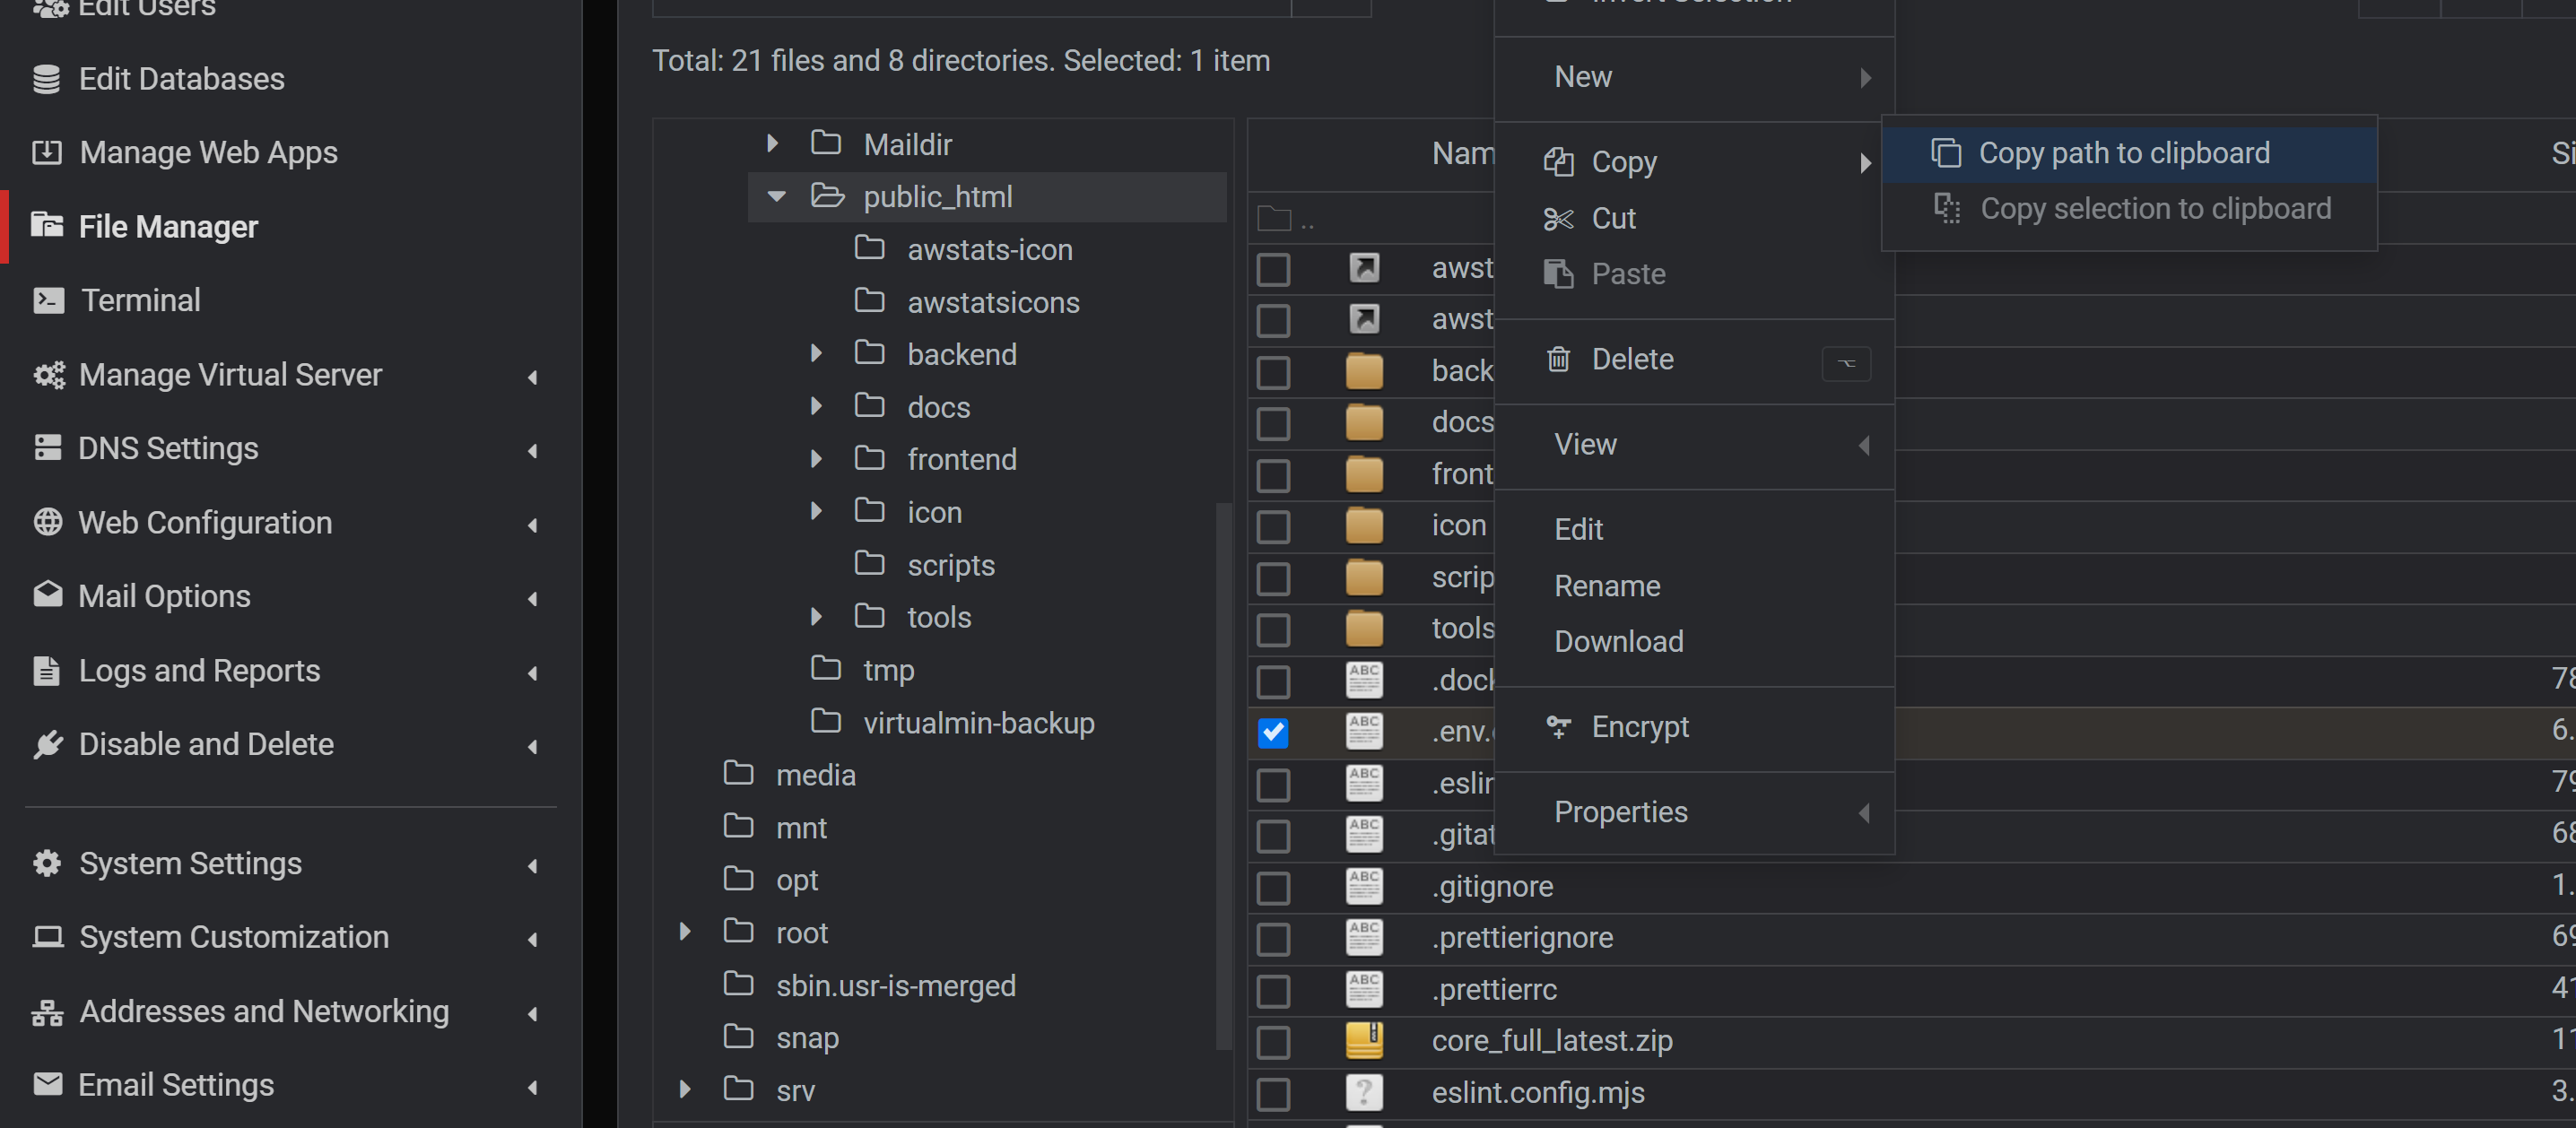 Edit Users
Edit Databases
Manage Web Apps
File Manager
Terminal
Manage Virtual Server
DNS Settings
Web Configuration
Mail Options
Logs and Reports
Disable and Delete
System Settings
System Customization
Addresses and Networking
Email Settings
Total: 21 files and 8 directories. Selected: 1 item
Maildir
public_html
awstats-icon
awstatsicons
backend
docs
frontend
icon
scripts
tools
tmp
virtualmin-backup
media
mnt
opt
root
sbin.usr-is-merged
snap
srv
Nam
Si
..
awst
awst
back
docs
front
icon
scrip
tools
.dock
78
.env.
6.
.eslin
79
.gitat
68
.gitignore
1.
.prettierignore
69
.prettierrc
41
core_full_latest.zip
11
eslint.config.mjs
3.
Invert Selection
New
Copy
Cut
Paste
Delete
View
Edit
Rename
Download
Encrypt
Properties
Copy path to clipboard
Copy selection to clipboard